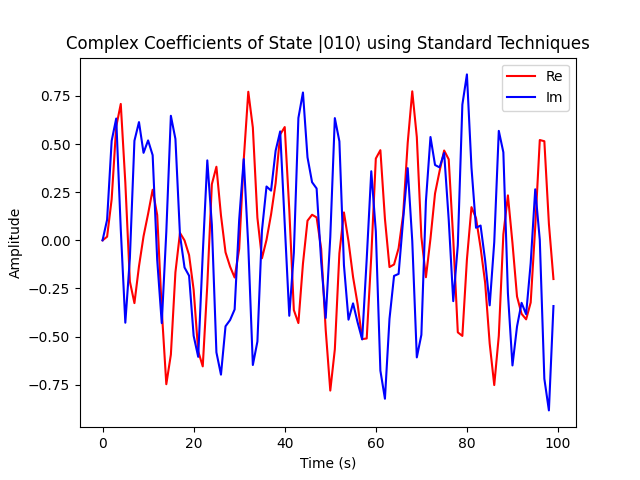 Complex Coefficients of State |010⟩ using Standard Techniques
Re
Im
Amplitude
0.75
0.50
0.25
0.00
−0.25
−0.50
−0.75
0 20 40 60 80 100
Time (s)